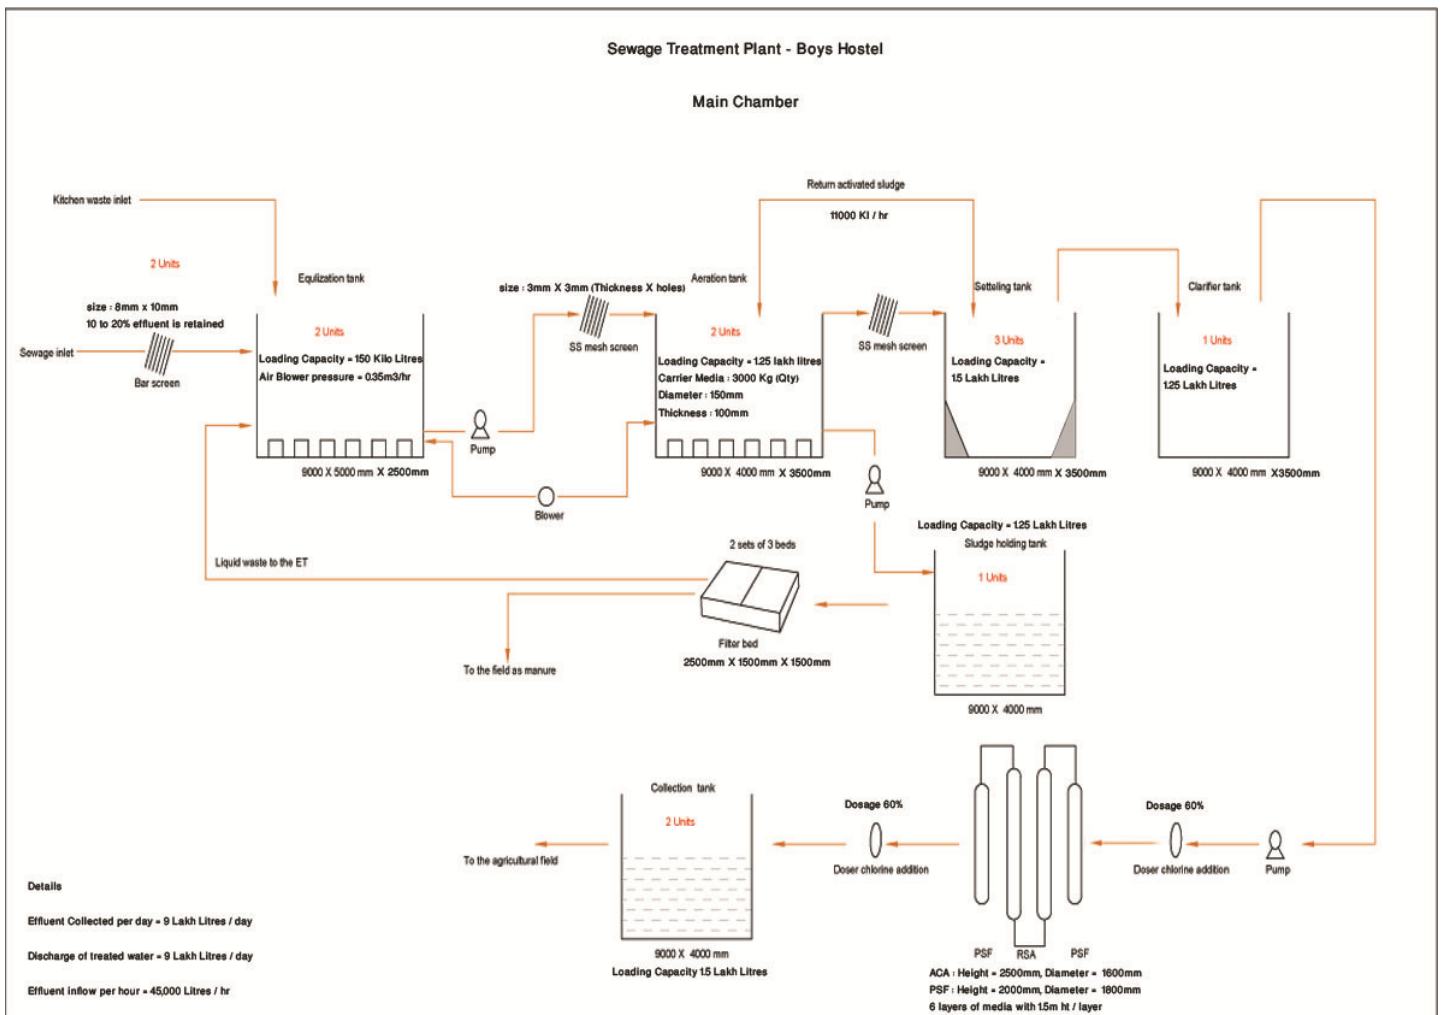 Sewage Treatment Plant - Boys Hostel
Main Chamber
Return activated sludge
11000 Kl / hr
Kitchen waste inlet
2 Units
Equlization tank
size : 3mm X 3mm (Thickness X holes)
Aeration tank
Setteling tank
Clarifier tank
size : 8mm x 10mm
10 to 20% effluent is retained
Sewage inlet
Bar screen
2 Units
Loading Capacity = 150 Kilo Litres
Air Blower pressure = 0.35m3/hr
SS mesh screen
2 Units
Loading Capacity = 1.25 lakh litres
Carrier Media : 3000 Kg (Qty)
Diameter : 150mm
Thickness : 100mm
SS mesh screen
3 Units
Loading Capacity =
1.5 Lakh Litres
1 Units
Loading Capacity =
1.25 Lakh Litres
Pump
9000 X 5000 mm X 2500mm
9000 X 4000 mm X 3500mm
9000 X 4000 mm X 3500mm
9000 X 4000 mm X3500mm
Blower
Pump
Loading Capacity = 1.25 Lakh Litres
Sludge holding tank
1 Units
9000 X 4000 mm
Liquid waste to the ET
2 sets of 3 beds
Filter bed
2500mm X 1500mm X 1500mm
To the field as manure
Collection tank
2 Units
9000 X 4000 mm
Loading Capacity 1.5 Lakh Litres
To the agricultural field
Dosage 60%
Doser chlorine addition
Dosage 60%
Doser chlorine addition
Pump
PSF RSA PSF
ACA : Height = 2500mm, Diameter = 1600mm
PSF : Height = 2000mm, Diameter = 1800mm
6 layers of media with 1.5m ht / layer
Details
Effluent Collected per day = 9 Lakh Litres / day
Discharge of treated water = 9 Lakh Litres / day
Effluent inflow per hour = 45,000 Litres / hr